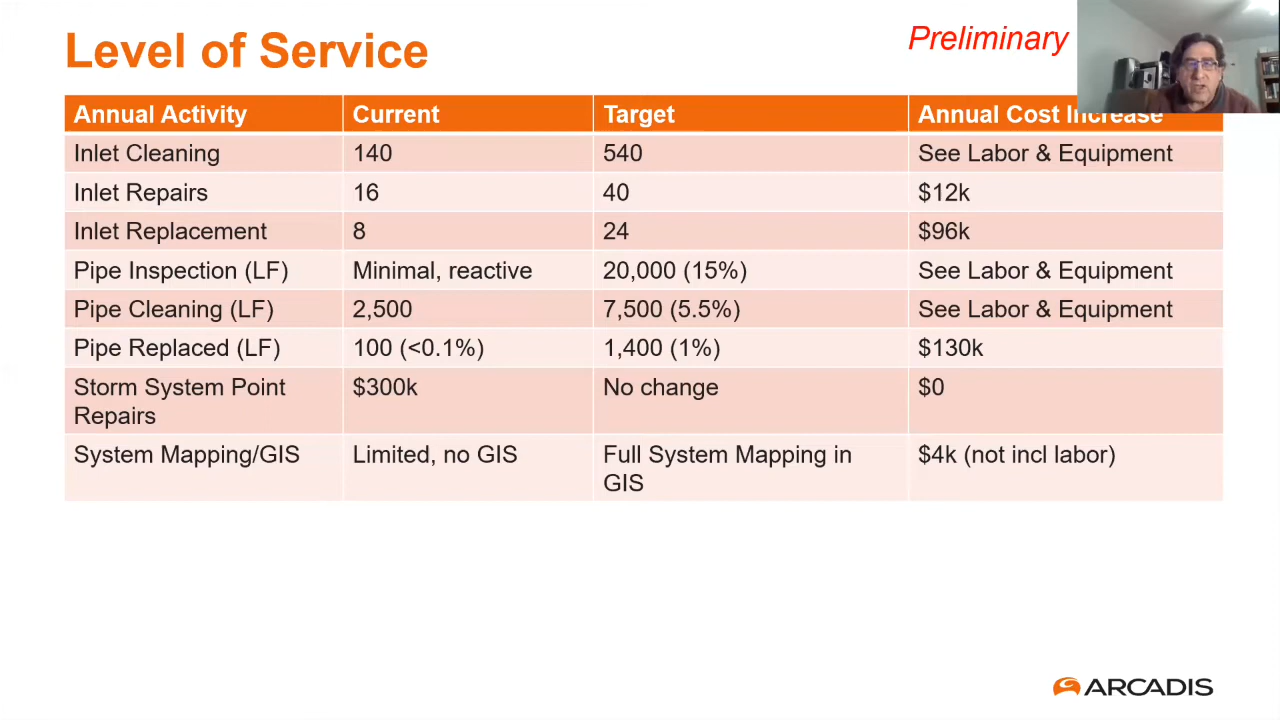 Level of Service
Preliminary
Annual Activity Current Target Annual Cost Increase
Inlet Cleaning 140 540 See Labor & Equipment
Inlet Repairs 16 40 $12k
Inlet Replacement 8 24 $96k
Pipe Inspection (LF) Minimal, reactive 20,000 (15%) See Labor & Equipment
Pipe Cleaning (LF) 2,500 7,500 (5.5%) See Labor & Equipment
Pipe Replaced (LF) 100 (<0.1%) 1,400 (1%) $130k
Storm System Point $300k No change $0
Repairs
System Mapping/GIS Limited, no GIS Full System Mapping in $4k (not incl labor)
GIS
ARCADIS